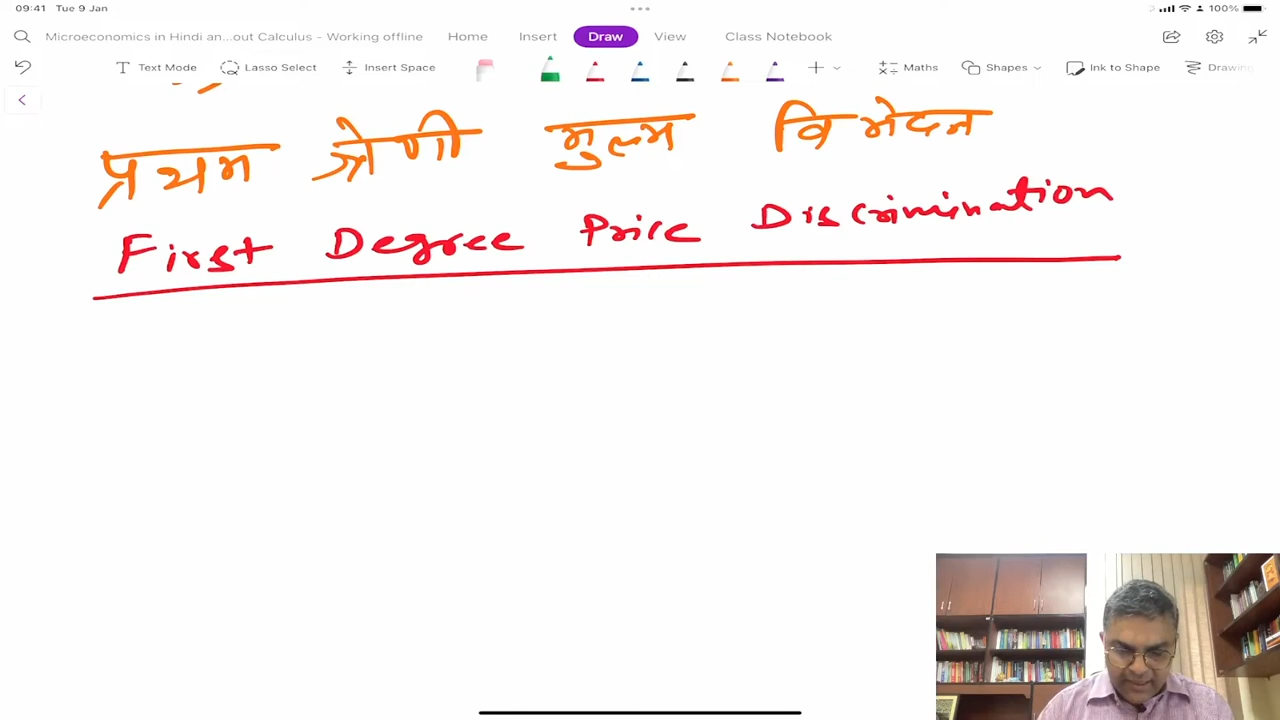 09:41 Tue 9 Jan 100%
Microeconomics in Hindi an...out Calculus - Working offline Home Insert Draw View Class Notebook
Text Mode Lasso Select Insert Space Maths Shapes Ink to Shape Drawing
प्रथम श्रेणी मुल्य विभेदन
First Degree Price Discrimination